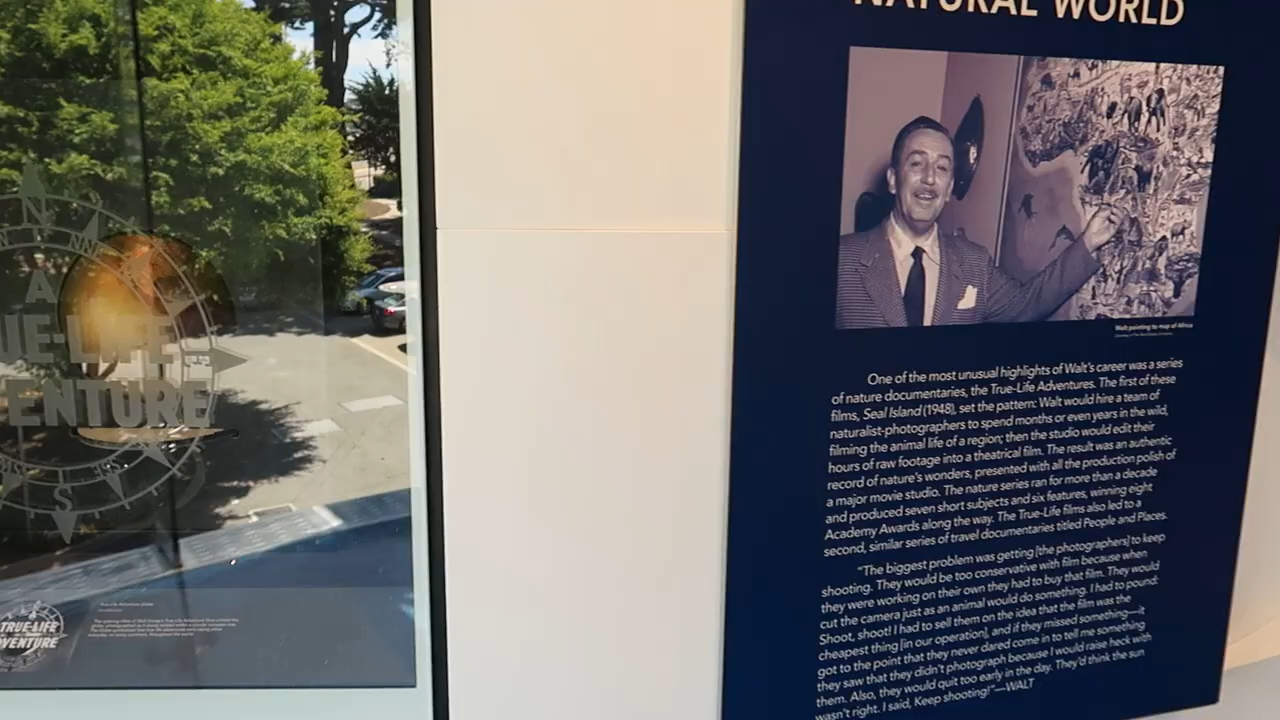 NATURAL WORLD
Walt pointing to map of Africa
One of the most unusual highlights of Walt's career was a series
of nature documentaries, the True-Life Adventures. The first of these
films, Seal Island (1948), set the pattern: Walt would hire a team of
naturalist-photographers to spend months or even years in the wild,
filming the animal life of a region; then the studio would edit their
hours of raw footage into a theatrical film. The result was an authentic
record of nature's wonders, presented with all the production polish of
a major movie studio. The nature series ran for more than a decade
and produced seven short subjects and six features, winning eight
Academy Awards along the way. The True-Life films also led to a
second, similar series of travel documentaries titled People and Places.
"The biggest problem was getting [the photographers] to keep
shooting. They would be too conservative with film because when
they were working on their own they had to buy that film. They would
cut the camera just as an animal would do something. I had to pound:
Shoot, shoot! I had to sell them on the idea that the film was the
cheapest thing [in our operation], and if they missed something—it
got to the point that they never dared come in to tell me something
they saw that they didn't photograph because I would raise heck with
them. Also, they would quit too early in the day. They'd think the sun
wasn't right. I said, Keep shooting!"—WALT
N
A
UE-LIFE
ENTURE
S
TRUE-LIFE
DVENTURE